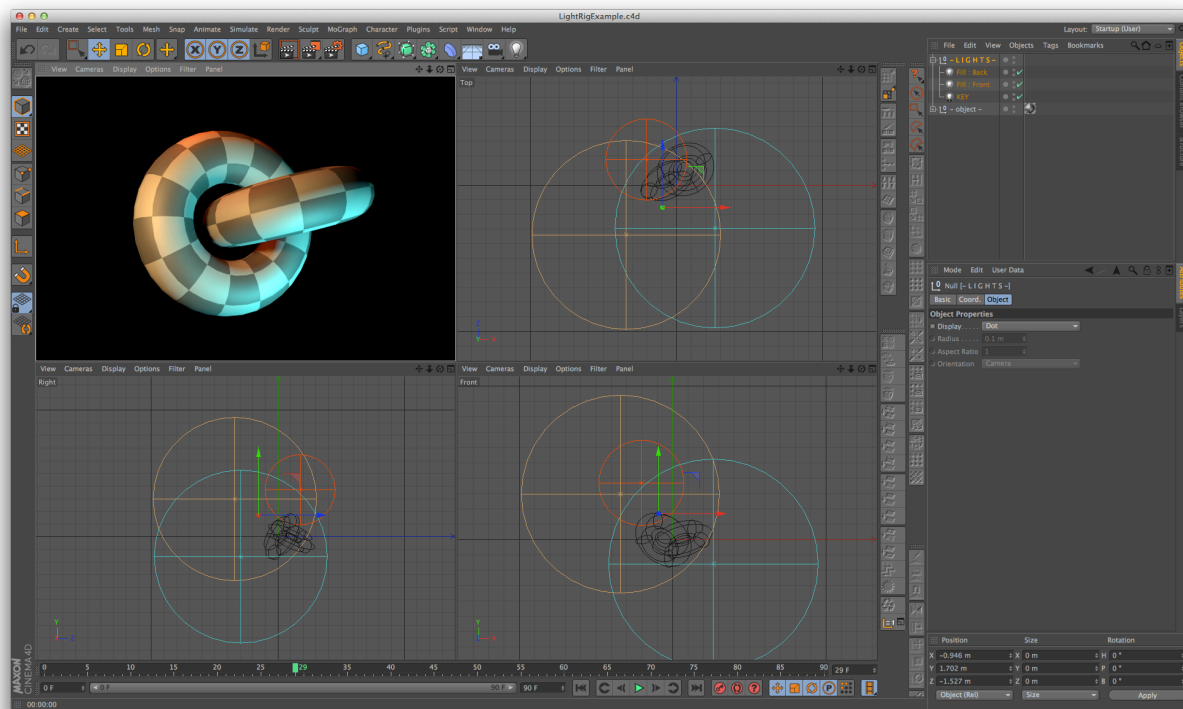 LightRigExample.c4d
File Edit Create Select Tools Mesh Snap Animate Simulate Render Sculpt MoGraph Character Plugins Script Window Help
Layout: Startup (User)
View Cameras Display Options Filter Panel
View Cameras Display Options Filter Panel
Top
Z
Y X
View Cameras Display Options Filter Panel
Right
Y
Z
View Cameras Display Options Filter Panel
Front
Y
X
File Edit View Objects Tags Bookmarks
- L I G H T S -
Fill : Back
Fill : Front
KEY
- object -
Mode Edit User Data
Null [- L I G H T S -]
Basic Coord. Object
Object Properties
Display Dot
Radius 0.1 m
Aspect Ratio 1
Orientation Camera
0 5 10 15 20 25 29 35 40 45 50 55 60 65 70 75 80 85 90 29 F
0 F 0 F 90 F 90 F
Position Size Rotation
X -0.946 m X 0 m H 0 °
Y 1.702 m Y 0 m P 0 °
Z -1.527 m Z 0 m B 0 °
Object (Rel) Size Apply
MAXON
CINEMA4D
00:00:00